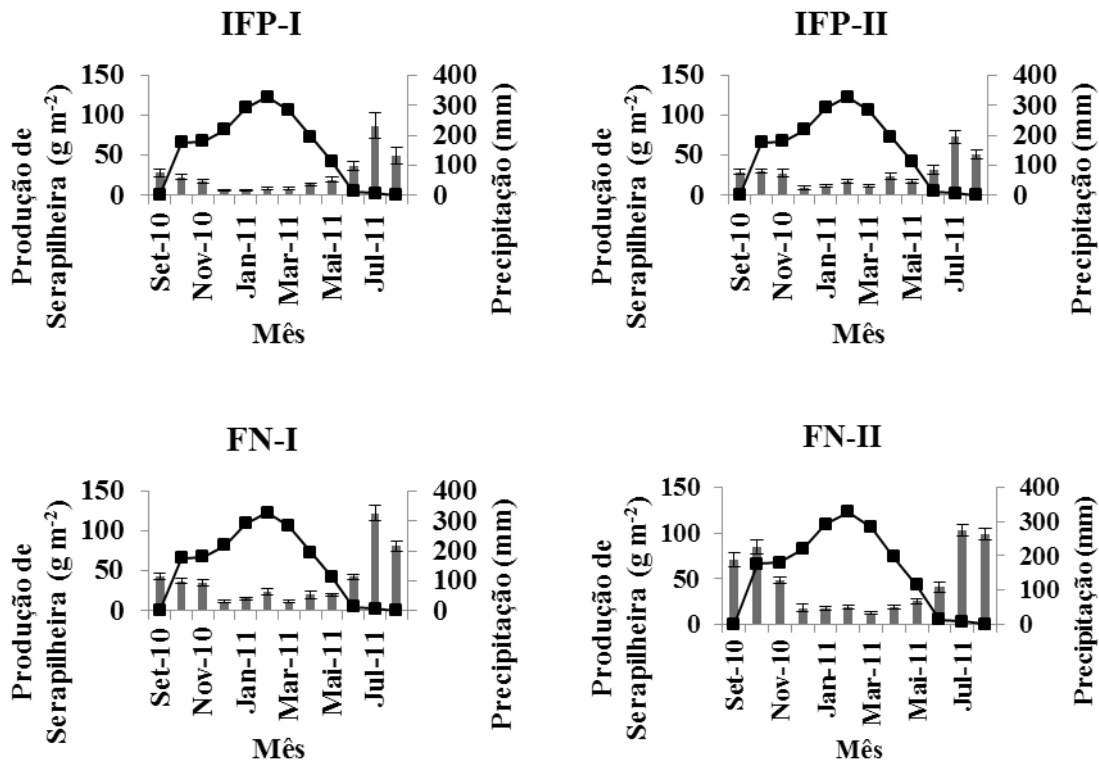 IFP-I
Produção de
Serapilheira (g m⁻²)
150
100
50
0
400
300
200
100
0
Precipitação (mm)
Set-10
Nov-10
Jan-11
Mar-11
Mai-11
Jul-11
Mês
IFP-II
Produção de
Serapilheira (g m⁻²)
150
100
50
0
400
300
200
100
0
Precipitação (mm)
Set-10
Nov-10
Jan-11
Mar-11
Mai-11
Jul-11
Mês
FN-I
Produção de
Serapilheira (g m⁻²)
150
100
50
0
400
300
200
100
0
Precipitação (mm)
Set-10
Nov-10
Jan-11
Mar-11
Mai-11
Jul-11
Mês
FN-II
Produção de
Serapilheira (g m⁻²)
150
100
50
0
400
300
200
100
0
Precipitação (mm)
Set-10
Nov-10
Jan-11
Mar-11
Mai-11
Jul-11
Mês